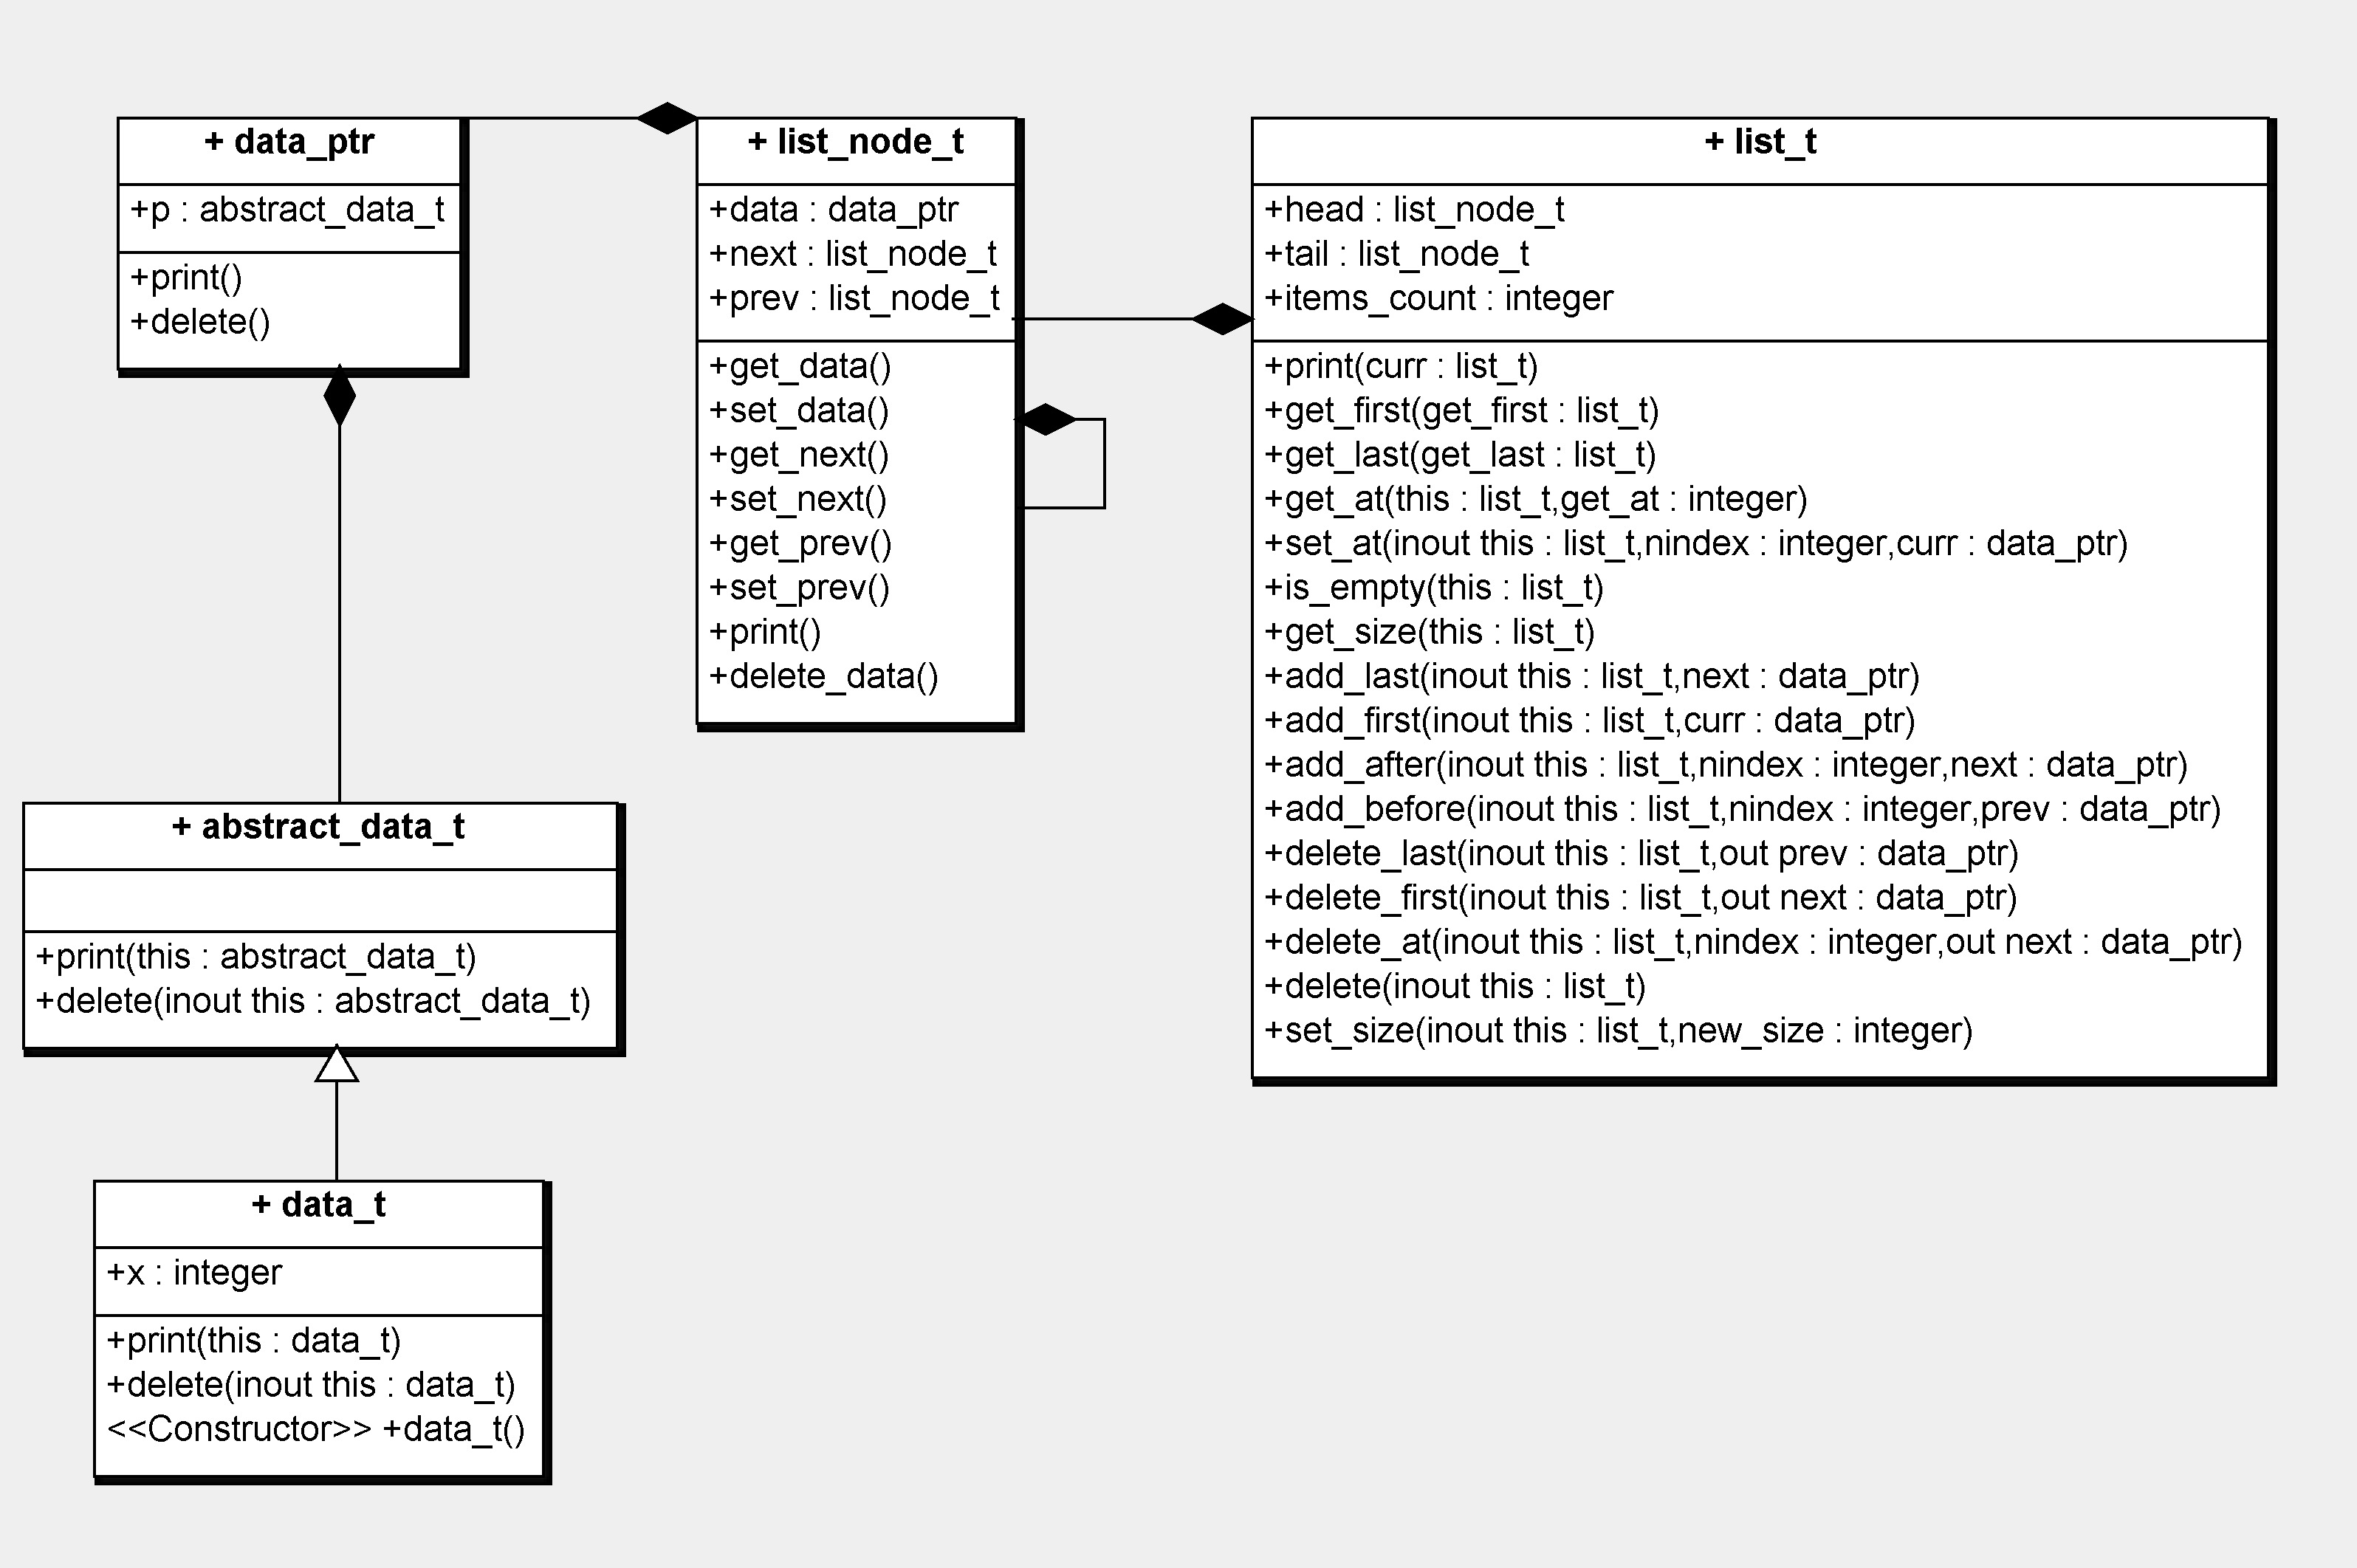 + data_ptr
+p : abstract_data_t
+print()
+delete()
+ list_node_t
+data : data_ptr
+next : list_node_t
+prev : list_node_t
+get_data()
+set_data()
+get_next()
+set_next()
+get_prev()
+set_prev()
+print()
+delete_data()
+ list_t
+head : list_node_t
+tail : list_node_t
+items_count : integer
+print(curr : list_t)
+get_first(get_first : list_t)
+get_last(get_last : list_t)
+get_at(this : list_t,get_at : integer)
+set_at(inout this : list_t,nindex : integer,curr : data_ptr)
+is_empty(this : list_t)
+get_size(this : list_t)
+add_last(inout this : list_t,next : data_ptr)
+add_first(inout this : list_t,curr : data_ptr)
+add_after(inout this : list_t,nindex : integer,next : data_ptr)
+add_before(inout this : list_t,nindex : integer,prev : data_ptr)
+delete_last(inout this : list_t,out prev : data_ptr)
+delete_first(inout this : list_t,out next : data_ptr)
+delete_at(inout this : list_t,nindex : integer,out next : data_ptr)
+delete(inout this : list_t)
+set_size(inout this : list_t,new_size : integer)
+ abstract_data_t
+print(this : abstract_data_t)
+delete(inout this : abstract_data_t)
+ data_t
+x : integer
+print(this : data_t)
+delete(inout this : data_t)
<<Constructor>> +data_t()